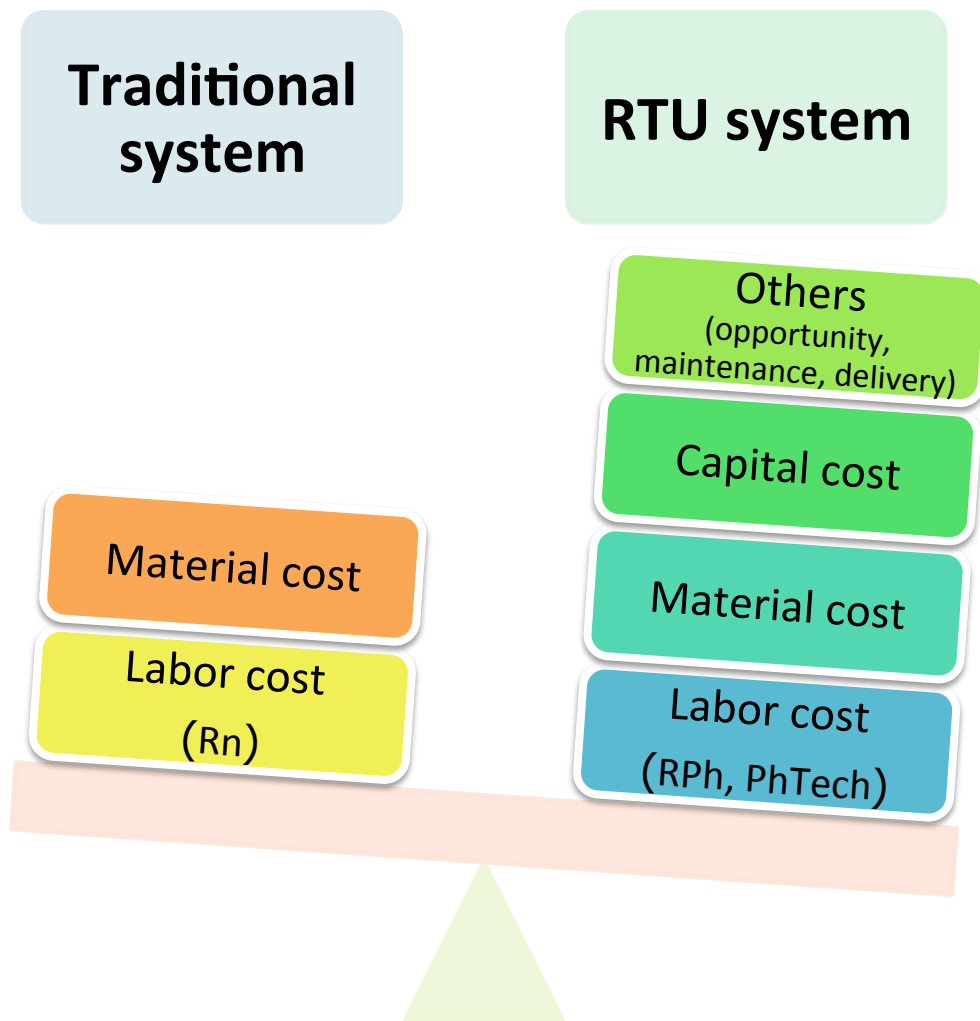 Traditional
system
RTU system
Others
(opportunity,
maintenance, delivery)
Capital cost
Material cost
Labor cost
(RPh, PhTech)
Material cost
Labor cost
(Rn)